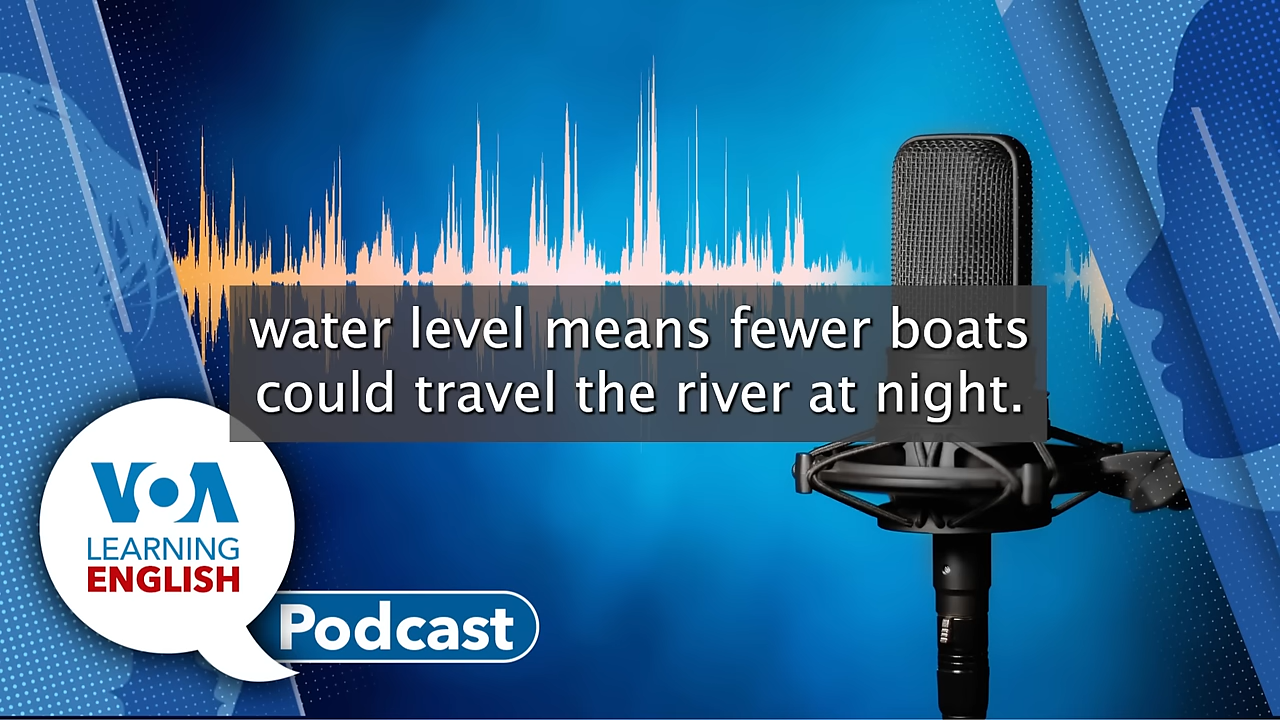 water level means fewer boats
could travel the river at night.
VOA
LEARNING
ENGLISH
Podcast